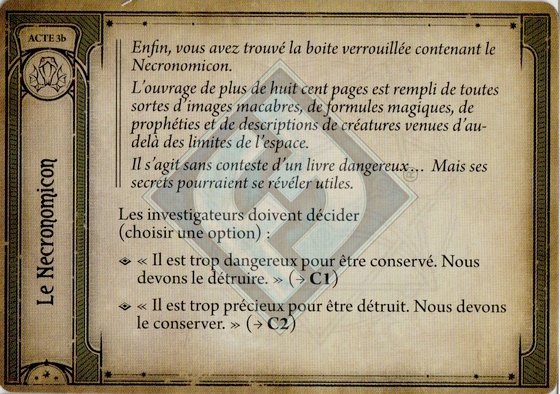 ACTE 3b
Le Necronomicon
Enfin, vous avez trouvé la boite verrouillée contenant le
Necronomicon.
L'ouvrage de plus de huit cent pages est rempli de toutes
sortes d'images macabres, de formules magiques, de
prophéties et de descriptions de créatures venues d'au-
delà des limites de l'espace.
Il s'agit sans conteste d'un livre dangereux… Mais ses
secrets pourraient se révéler utiles.
Les investigateurs doivent décider
(choisir une option) :
« Il est trop dangereux pour être conservé. Nous
devons le détruire. » (→ C1)
« Il est trop précieux pour être détruit. Nous devons
le conserver. » (→ C2)